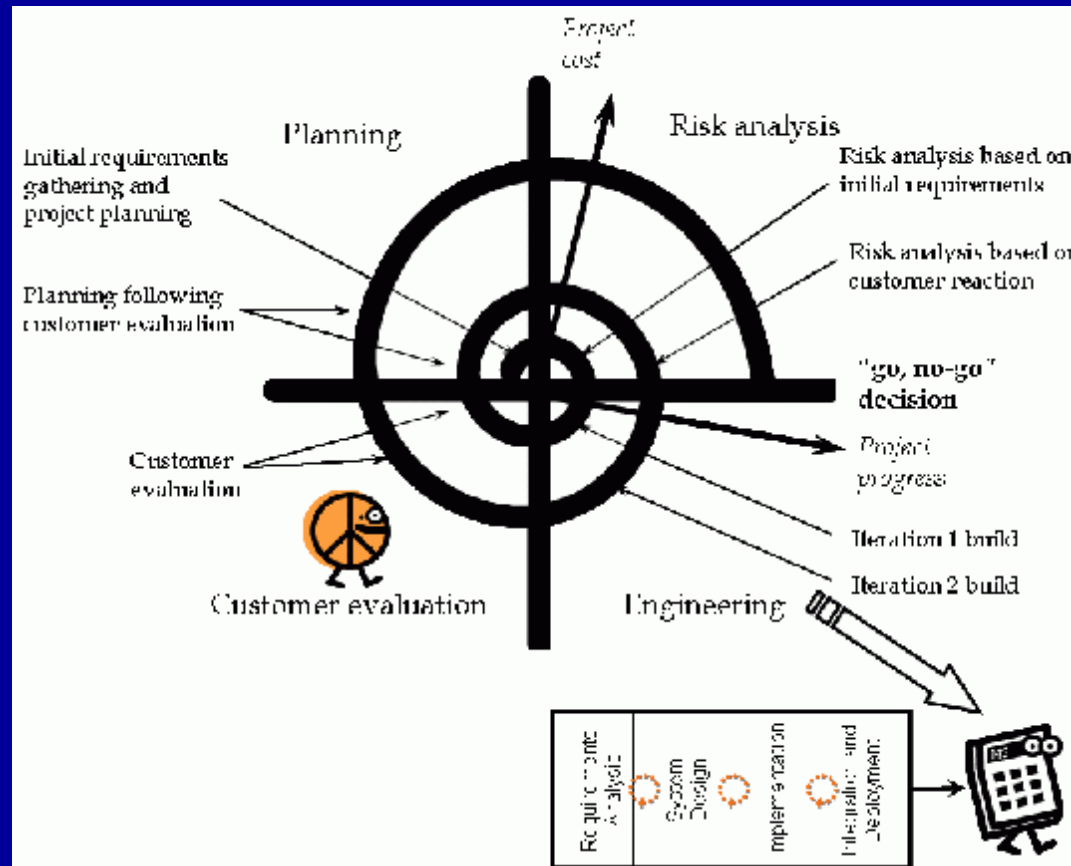 Project
cost
Planning
Risk analysis
Initial requirements
gathering and
project planning
Risk analysis based on
initial requirements
Risk analysis based or
customer reaction
Planning following
customer evaluation
"go, no-go"
decision
Project
progress
Customer
evaluation
Iteration 1 build
Iteration 2 build
Customer evaluation
Engineering
Requirements
Analysis
System
Design
mplementation
Integration and
Deployment